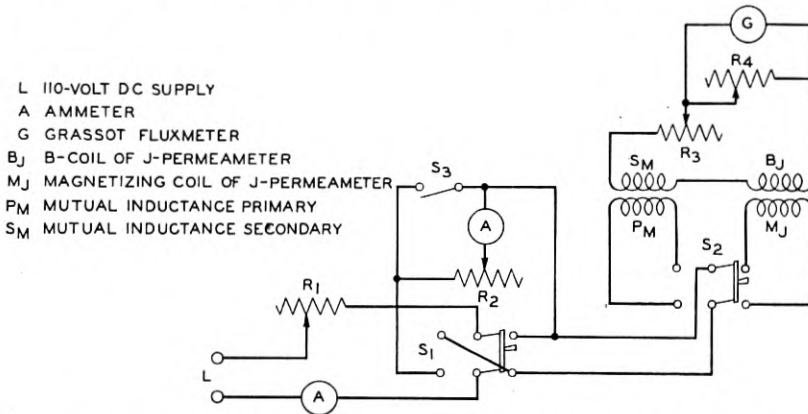 L 110-VOLT DC SUPPLY
A AMMETER
G GRASSOT FLUXMETER
BJ B-COIL OF J-PERMEAMETER
MJ MAGNETIZING COIL OF J-PERMEAMETER
PM MUTUAL INDUCTANCE PRIMARY
SM MUTUAL INDUCTANCE SECONDARY
G
R4
R3
SM
BJ
PM
MJ
S3
A
R2
S2
R1
S1
L
A